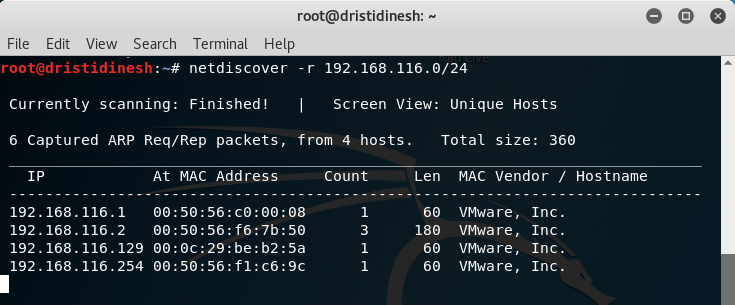 root@dristidinesh: ~
File Edit View Search Terminal Help
root@dristidinesh:~# netdiscover -r 192.168.116.0/24
Currently scanning: Finished! | Screen View: Unique Hosts
6 Captured ARP Req/Rep packets, from 4 hosts. Total size: 360
_____________________________________________________________________________
IP At MAC Address Count Len MAC Vendor / Hostname
-----------------------------------------------------------------------------
192.168.116.1 00:50:56:c0:00:08 1 60 VMware, Inc.
192.168.116.2 00:50:56:f6:7b:50 3 180 VMware, Inc.
192.168.116.129 00:0c:29:be:b2:5a 1 60 VMware, Inc.
192.168.116.254 00:50:56:f1:c6:9c 1 60 VMware, Inc.